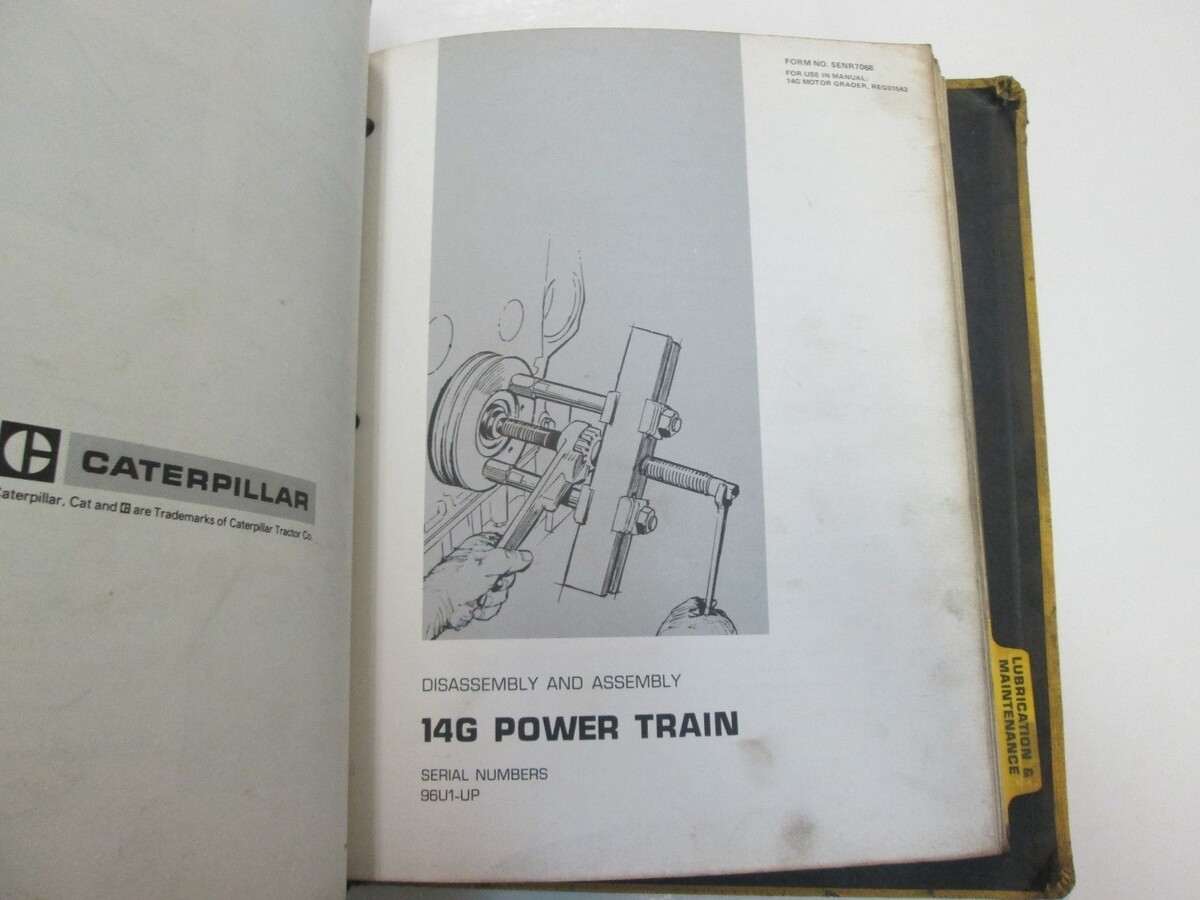 CATERPILLAR
Caterpillar, Cat and are Trademarks of Caterpillar Tractor Co.
FORM NO. SENR7068
FOR USE IN MANUAL:
14G MOTOR GRADER, REG01543
DISASSEMBLY AND ASSEMBLY
14G POWER TRAIN
SERIAL NUMBERS
96U1-UP
LUBRICATION &
MAINTENANCE